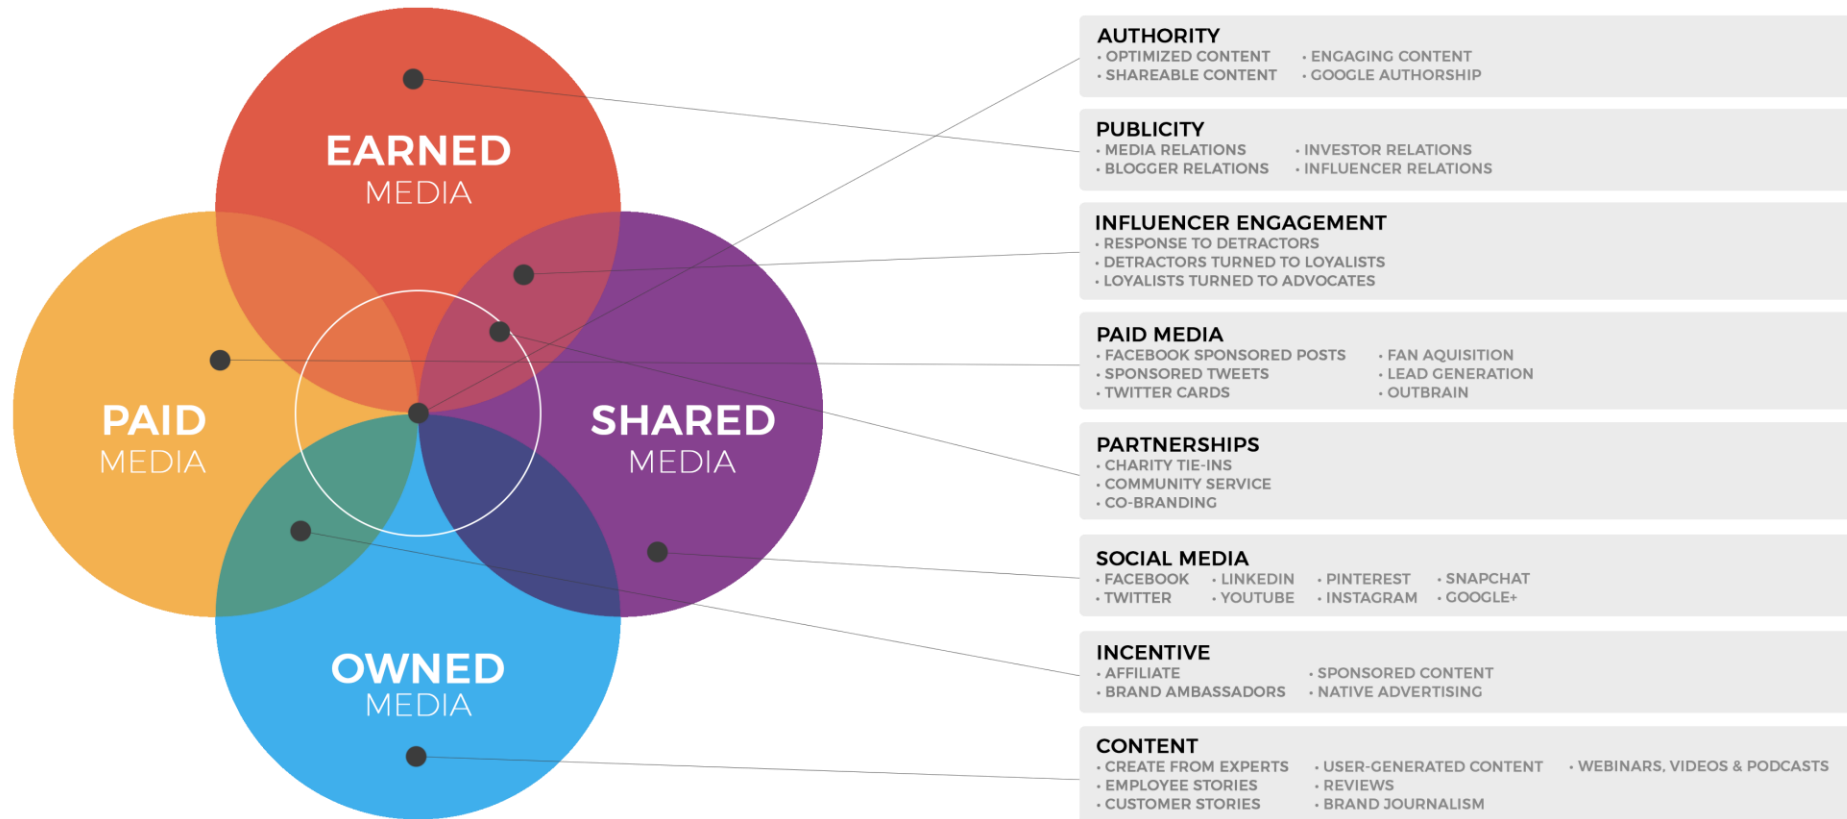 EARNED
MEDIA
PAID
MEDIA
SHARED
MEDIA
OWNED
MEDIA
AUTHORITY
• OPTIMIZED CONTENT • ENGAGING CONTENT
• SHAREABLE CONTENT • GOOGLE AUTHORSHIP
PUBLICITY
• MEDIA RELATIONS • INVESTOR RELATIONS
• BLOGGER RELATIONS • INFLUENCER RELATIONS
INFLUENCER ENGAGEMENT
• RESPONSE TO DETRACTORS
• DETRACTORS TURNED TO LOYALISTS
• LOYALISTS TURNED TO ADVOCATES
PAID MEDIA
• FACEBOOK SPONSORED POSTS • FAN AQUISITION
• SPONSORED TWEETS • LEAD GENERATION
• TWITTER CARDS • OUTBRAIN
PARTNERSHIPS
• CHARITY TIE-INS
• COMMUNITY SERVICE
• CO-BRANDING
SOCIAL MEDIA
• FACEBOOK • LINKEDIN • PINTEREST • SNAPCHAT
• TWITTER • YOUTUBE • INSTAGRAM • GOOGLE+
INCENTIVE
• AFFILIATE • SPONSORED CONTENT
• BRAND AMBASSADORS • NATIVE ADVERTISING
CONTENT
• CREATE FROM EXPERTS • USER-GENERATED CONTENT • WEBINARS, VIDEOS & PODCASTS
• EMPLOYEE STORIES • REVIEWS
• CUSTOMER STORIES • BRAND JOURNALISM